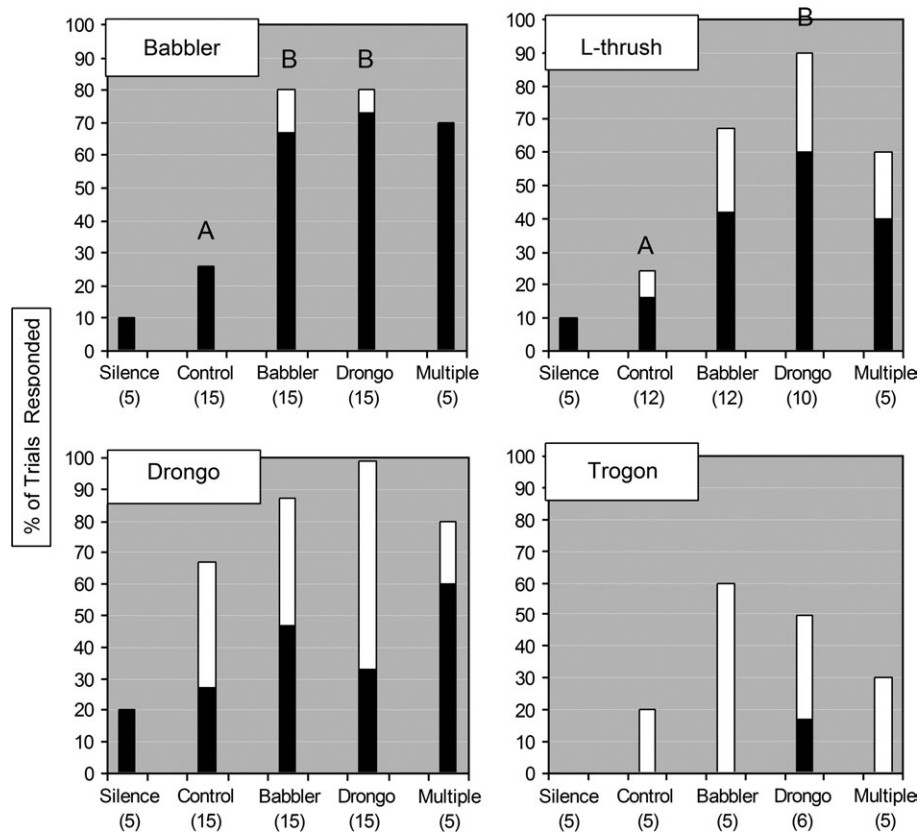 % of Trials Responded
Babbler
100
90
80
70
60
50
40
30
20
10
0
A
B
B
Silence Control Babbler Drongo Multiple
(5) (15) (15) (15) (5)
L-thrush
100
90
80
70
60
50
40
30
20
10
0
A
B
Silence Control Babbler Drongo Multiple
(5) (12) (12) (10) (5)
Drongo
100
90
80
70
60
50
40
30
20
10
0
Silence Control Babbler Drongo Multiple
(5) (15) (15) (15) (5)
Trogon
100
90
80
70
60
50
40
30
20
10
0
Silence Control Babbler Drongo Multiple
(5) (5) (5) (6) (5)